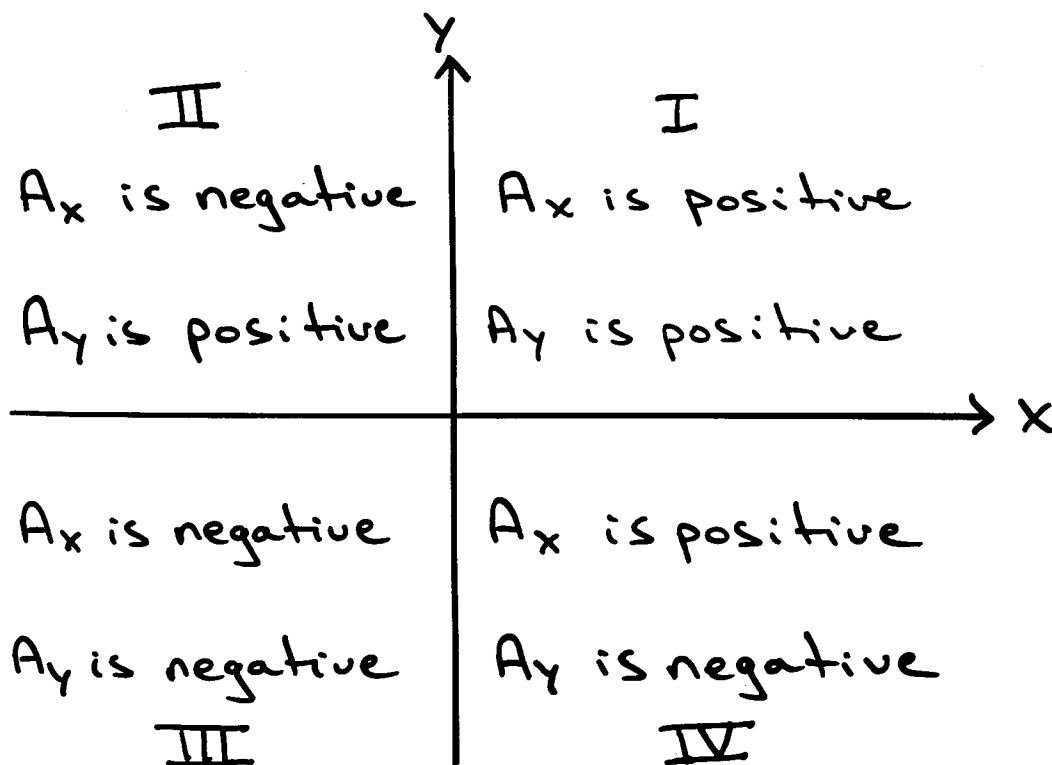 Y
II
I
Ax is negative
Ax is positive
Ay is positive
Ay is positive
X
Ax is negative
Ax is positive
Ay is negative
Ay is negative
III
IV